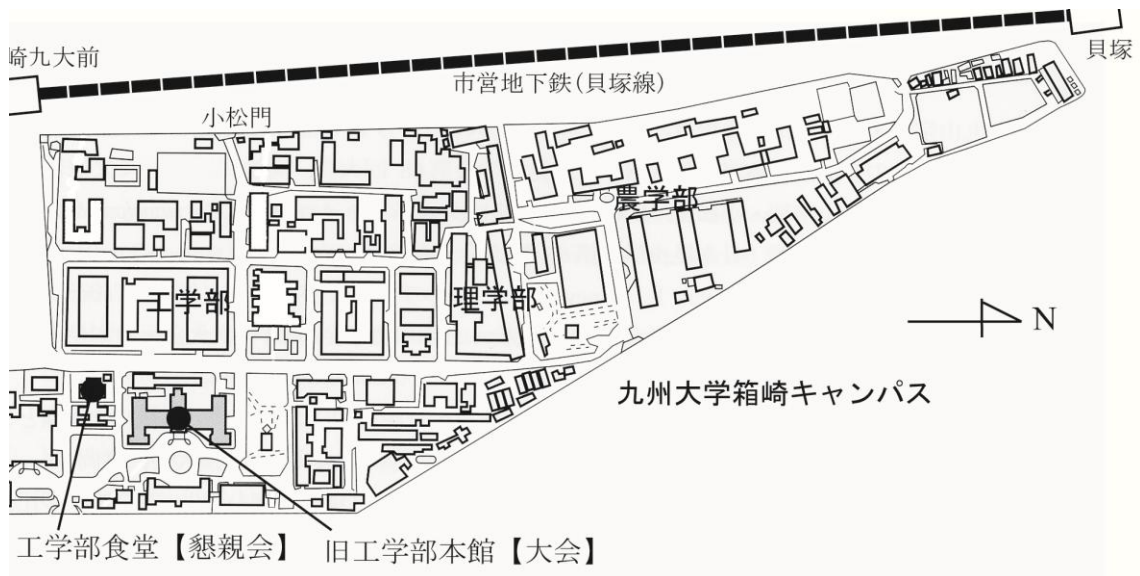 崎九大前
貝塚
市営地下鉄(貝塚線)
小松門
農学部
工学部
理学部
N
九州大学箱崎キャンパス
工学部食堂【懇親会】
旧工学部本館【大会】